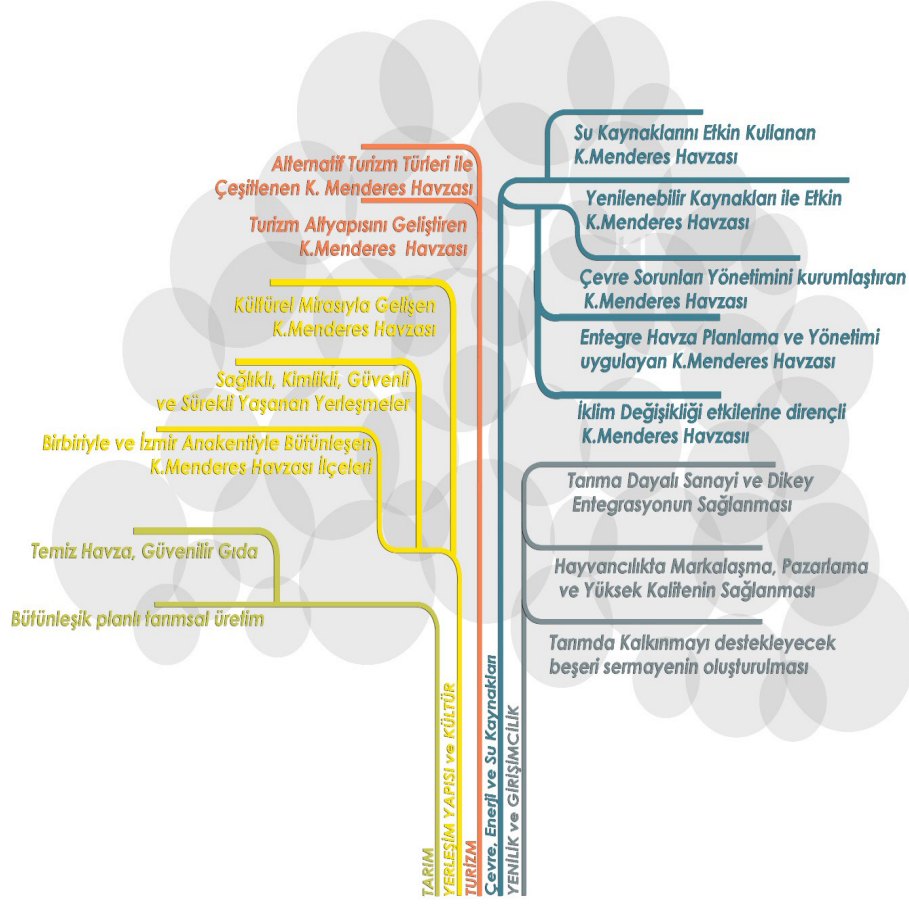 Alternatif Turizm Türleri ile
Çeşitlenen K. Menderes Havzası
Turizm Altyapısını Geliştiren
K.Menderes Havzası
Kültürel Mirasıyla Gelişen
K.Menderes Havzası
Sağlıklı, Kimlikli, Güvenli
ve Sürekli Yaşanan Yerleşmeler
Birbiriyle ve İzmir Anakentiyle Bütünleşen
K.Menderes Havzası İlçeleri
Temiz Havza, Güvenilir Gıda
Bütünleşik planlı tarımsal üretim
Su Kaynaklarını Etkin Kullanan
K.Menderes Havzası
Yenilenebilir Kaynakları ile Etkin
K.Menderes Havzası
Çevre Sorunları Yönetimini kurumlaştıran
K.Menderes Havzası
Entegre Havza Planlama ve Yönetimi
uygulayan K.Menderes Havzası
İklim Değişikliği etkilerine dirençli
K.Menderes Havzası
Tarıma Dayalı Sanayi ve Dikey
Entegrasyonun Sağlanması
Hayvancılıkta Markalaşma, Pazarlama
ve Yüksek Kalitenin Sağlanması
Tarımda Kalkınmayı destekleyecek
beşeri sermayenin oluşturulması
TARIM
YERLEŞİM YAPISI ve KÜLTÜR
TURİZM
Çevre, Enerji ve Su Kaynakları
YENİLİK ve GİRİŞİMCİLİK